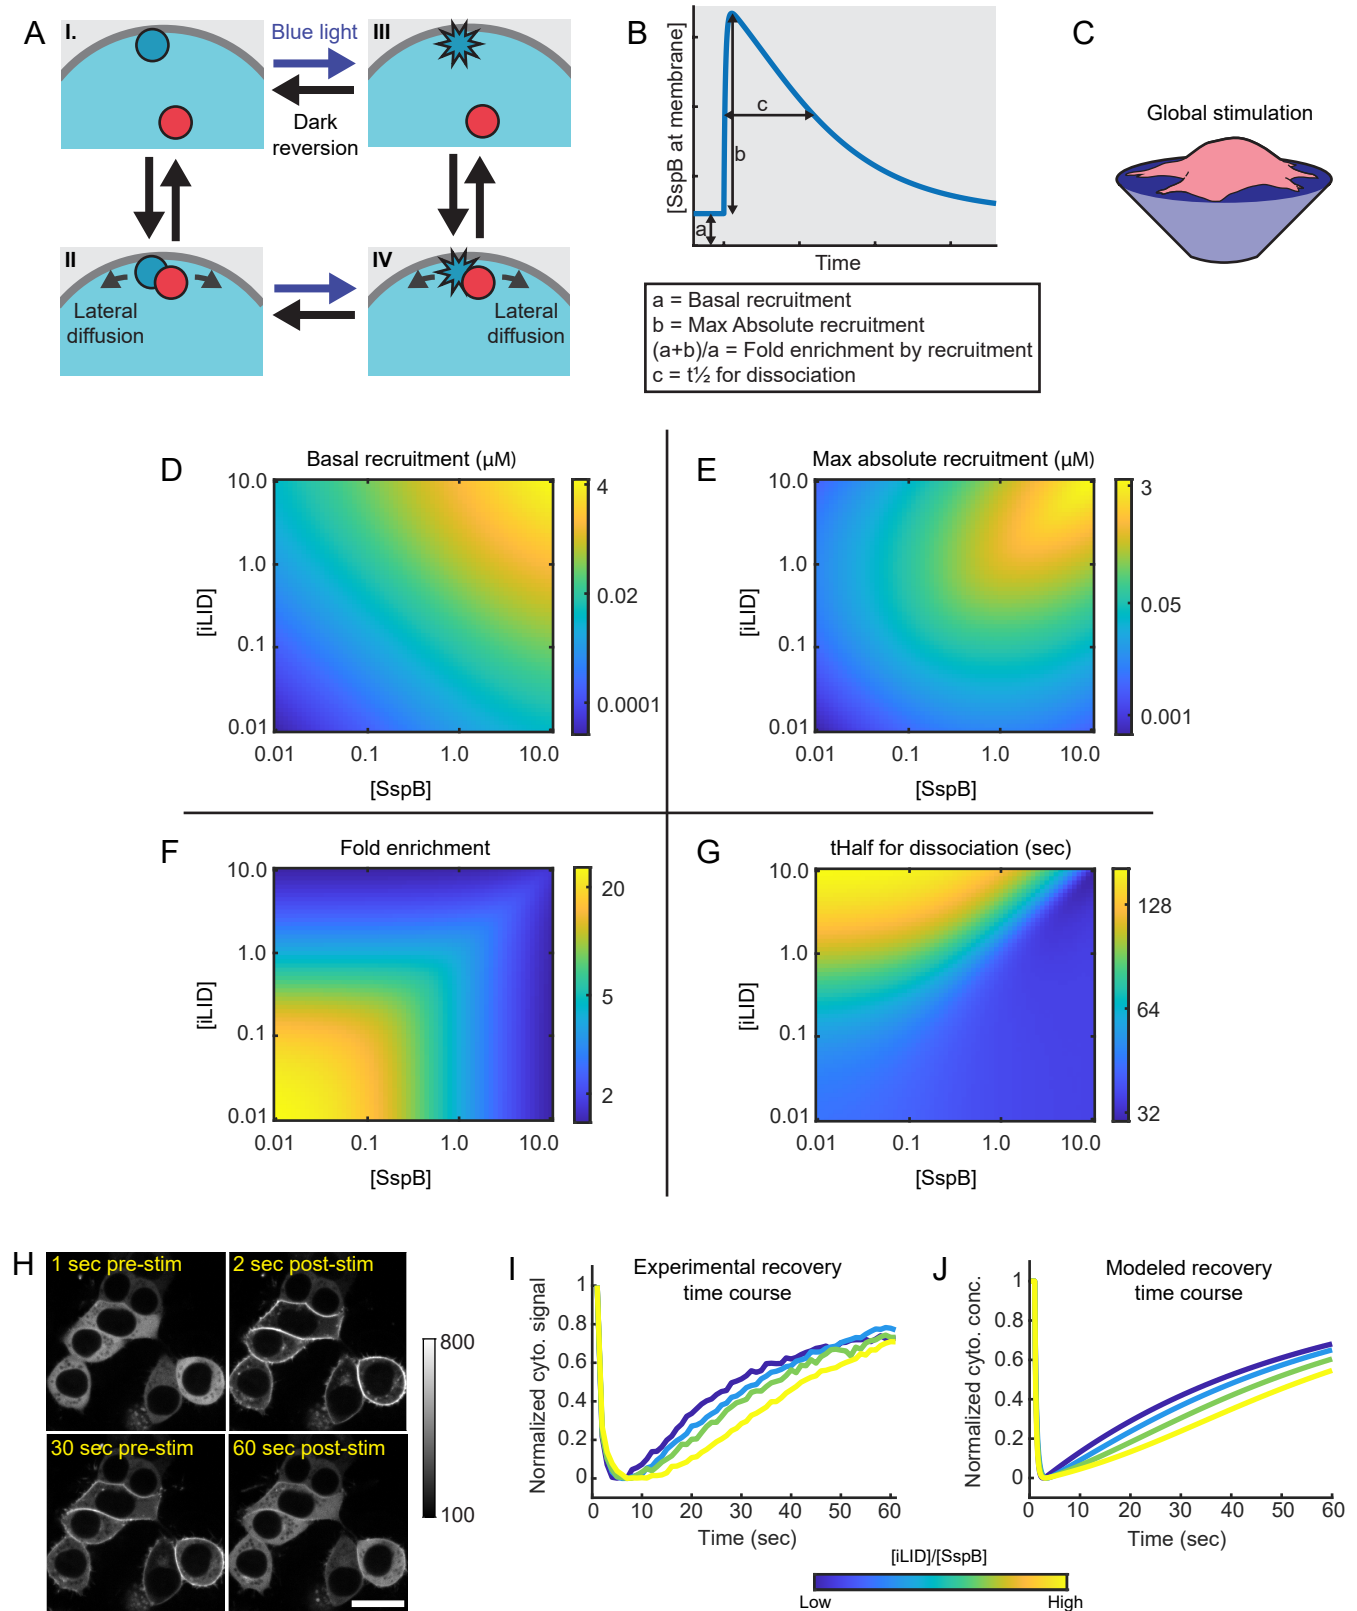 A
I.
Blue light
III
Dark
reversion
II
Lateral
diffusion
IV
Lateral
diffusion
B
[SspB at membrane]
c
b
a
Time
a = Basal recruitment
b = Max Absolute recruitment
(a+b)/a = Fold enrichment by recruitment
c = t½ for dissociation
C
Global stimulation
D
Basal recruitment (µM)
10.0
1.0
0.1
0.01
[iLID]
0.01
0.1
1.0
10.0
[SspB]
4
0.02
0.0001
E
Max absolute recruitment (µM)
10.0
1.0
0.1
0.01
[iLID]
0.01
0.1
1.0
10.0
[SspB]
3
0.05
0.001
F
Fold enrichment
10.0
1.0
0.1
0.01
[iLID]
0.01
0.1
1.0
10.0
[SspB]
20
5
2
G
tHalf for dissociation (sec)
10.0
1.0
0.1
0.01
[iLID]
0.01
0.1
1.0
10.0
[SspB]
128
64
32
H
1 sec pre-stim
2 sec post-stim
30 sec pre-stim
60 sec post-stim
800
100
I
Experimental recovery
time course
Normalized cyto. signal
1
0.8
0.6
0.4
0.2
0
0
10
20
30
40
50
60
Time (sec)
J
Modeled recovery
time course
Normalized cyto. conc.
1
0.8
0.6
0.4
0.2
0
0
10
20
30
40
50
60
Time (sec)
[iLID]/[SspB]
Low
High